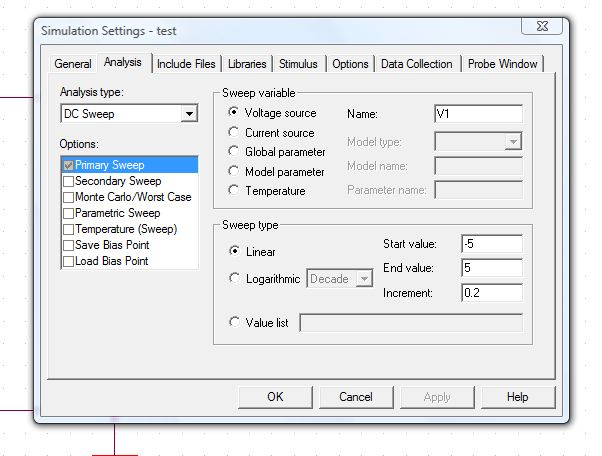 Simulation Settings - test
General Analysis Include Files Libraries Stimulus Options Data Collection Probe Window
Analysis type:
DC Sweep
Options:
Primary Sweep
Secondary Sweep
Monte Carlo/Worst Case
Parametric Sweep
Temperature (Sweep)
Save Bias Point
Load Bias Point
Sweep variable
Voltage source
Current source
Global parameter
Model parameter
Temperature
Name: V1
Model type:
Model name:
Parameter name:
Sweep type
Linear
Logarithmic Decade
Value list
Start value: -5
End value: 5
Increment: 0.2
OK Cancel Apply Help